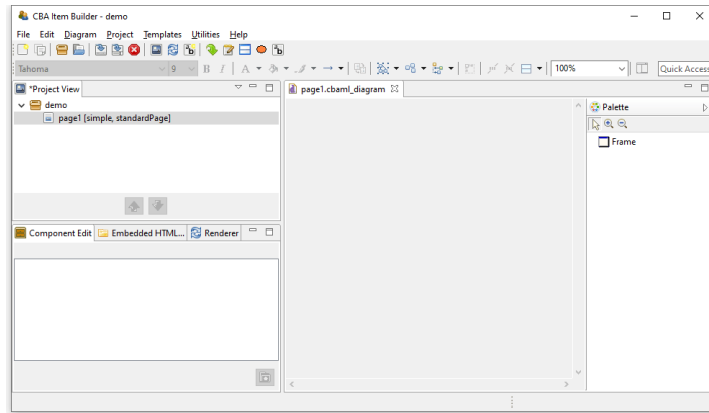 CBA Item Builder - demo
File Edit Diagram Project Templates Utilities Help
Tahoma 9 B I A 100% Quick Access
*Project View
demo
page1 [simple, standardPage]
Component Edit Embedded HTML... Renderer
page1.cbaml_diagram
Palette
Frame